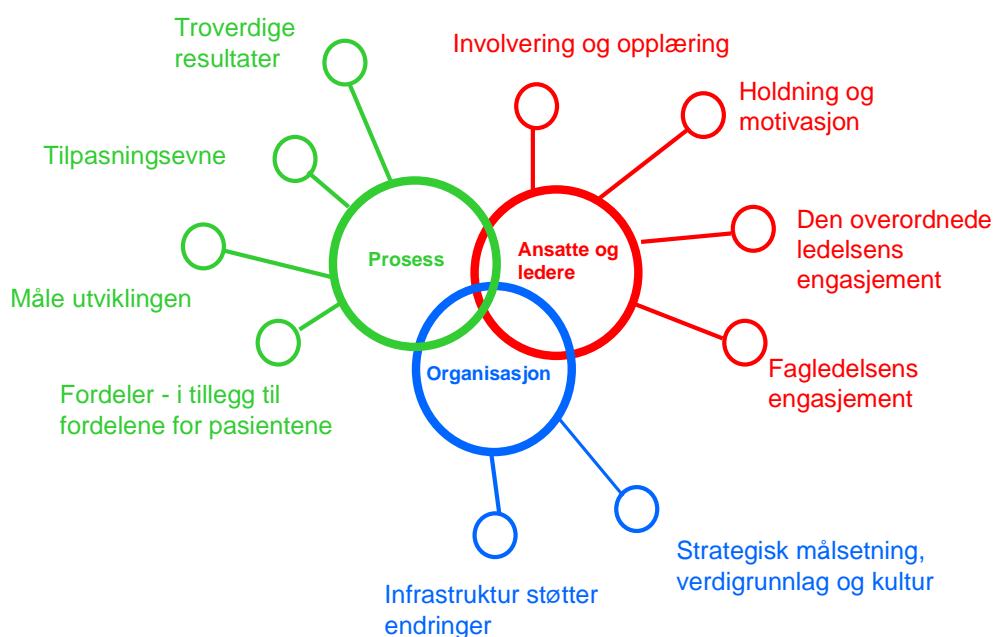 Troverdige
resultater
Involvering og opplæring
Holdning og
motivasjon
Tilpasningsevne
Den overordnede
ledelsens
engasjement
Prosess
Ansatte og
ledere
Måle utviklingen
Fagledelsens
engasjement
Organisasjon
Fordeler - i tillegg til
fordelene for pasientene
Strategisk målsetning,
verdigrunnlag og kultur
Infrastruktur støtter
endringer